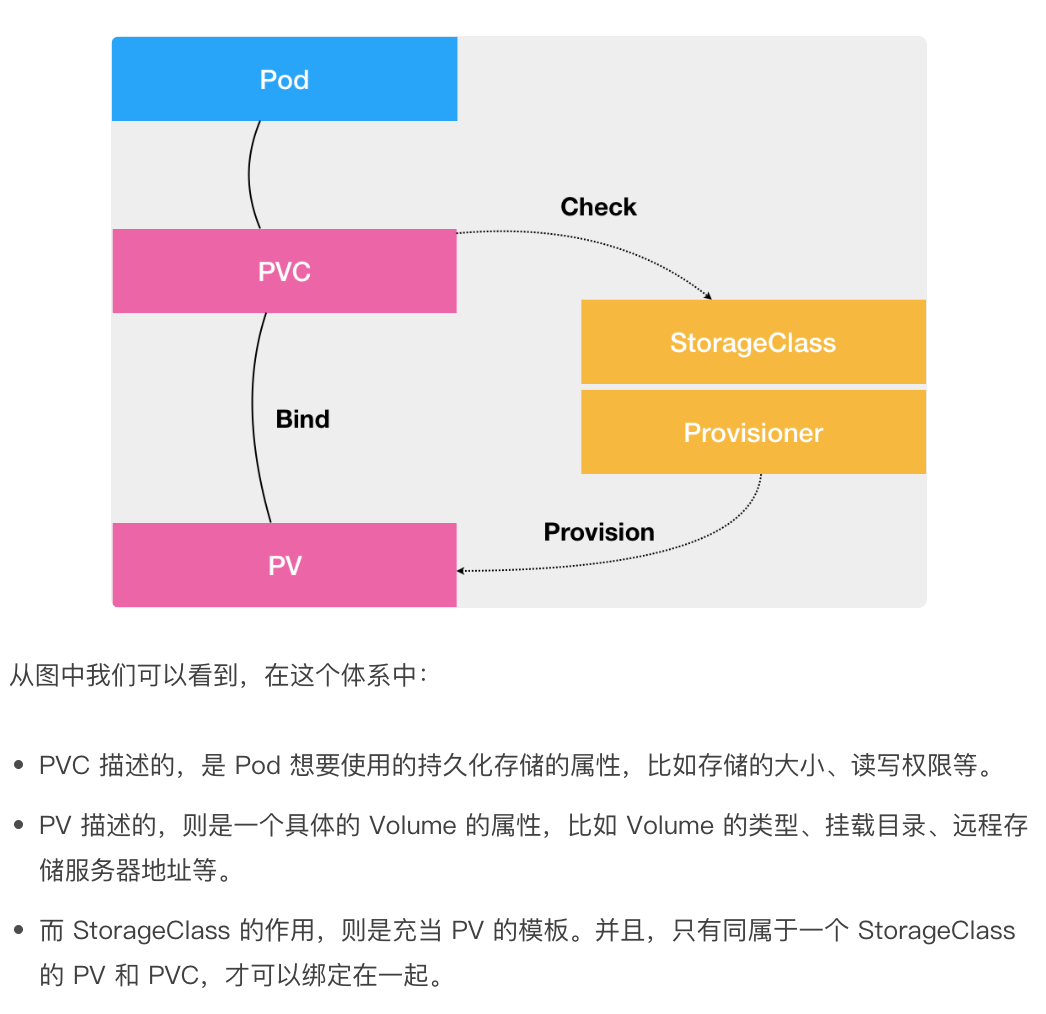 Pod
Check
PVC
StorageClass
Bind
Provisioner
Provision
PV
从图中我们可以看到，在这个体系中：
PVC 描述的，是 Pod 想要使用的持久化存储的属性，比如存储的大小、读写权限等。
PV 描述的，则是一个具体的 Volume 的属性，比如 Volume 的类型、挂载目录、远程存
储服务器地址等。
而 StorageClass 的作用，则是充当 PV 的模板。并且，只有同属于一个 StorageClass
的 PV 和 PVC，才可以绑定在一起。